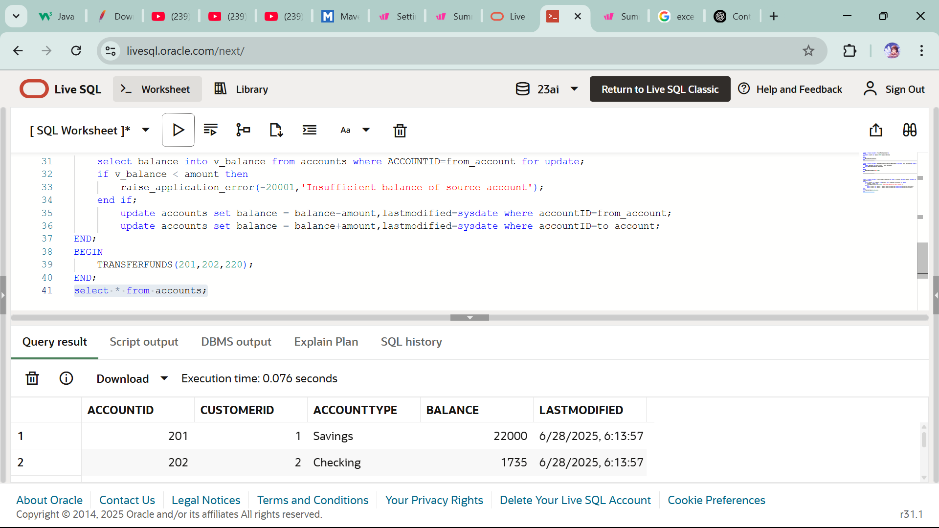 Java
Dow
(239
(239
(239
Mav
Setti
Sum
Live
Sum
exce
Cont
livesql.oracle.com/next/
Live SQL
Worksheet
Library
23ai
Return to Live SQL Classic
Help and Feedback
Sign Out
[ SQL Worksheet ]*
Aa
31 select balance into v_balance from accounts where ACCOUNTID=from_account for update;
32 if v_balance < amount then
33 raise_application_error(-20001,'Insufficient balance of source account');
34 end if;
35 update accounts set balance = balance-amount,lastmodified=sysdate where accountID=from_account;
36 update accounts set balance = balance+amount,lastmodified=sysdate where accountID=to_account;
37 END;
38 BEGIN
39 TRANSFERFUNDS(201,202,220);
40 END;
41 select * from accounts;
Query result Script output DBMS output Explain Plan SQL history
Download Execution time: 0.076 seconds
ACCOUNTID CUSTOMERID ACCOUNTTYPE BALANCE LASTMODIFIED
1 201 1 Savings 22000 6/28/2025, 6:13:57
2 202 2 Checking 1735 6/28/2025, 6:13:57
About Oracle Contact Us Legal Notices Terms and Conditions Your Privacy Rights Delete Your Live SQL Account Cookie Preferences
Copyright © 2014, 2025 Oracle and/or its affiliates All rights reserved. r31.1